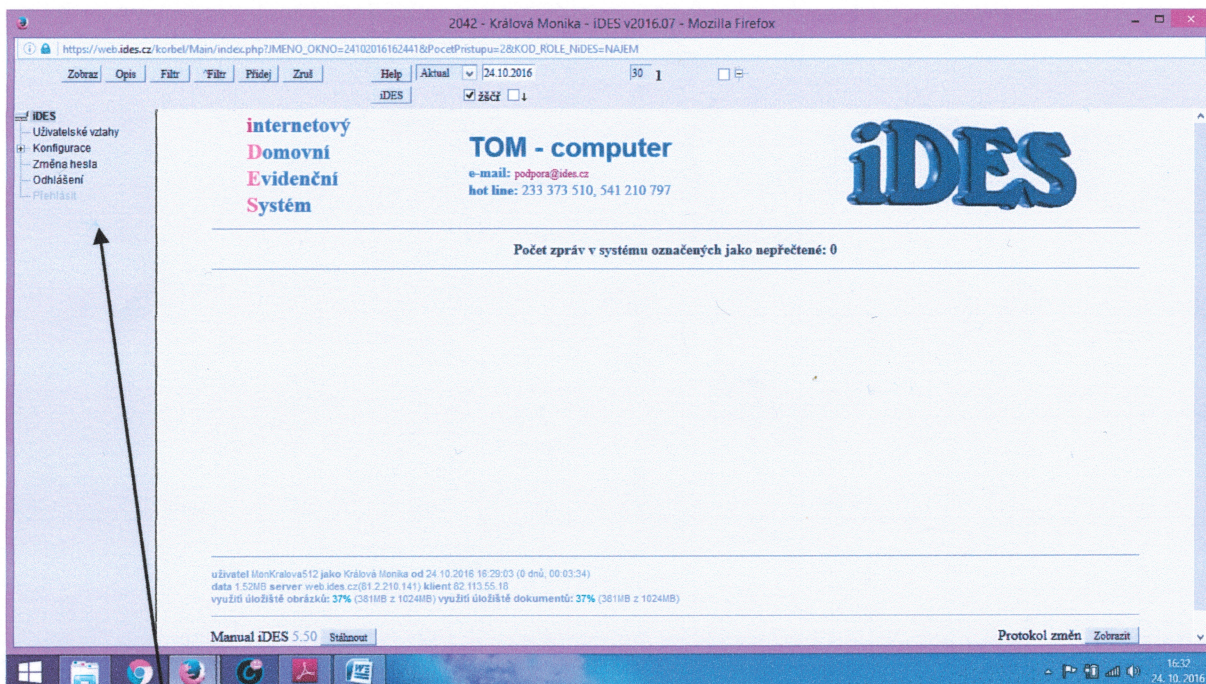 2042 - Králová Monika - iDES v2016.07 - Mozilla Firefox
https://web.ides.cz/korbel/Main/index.php?JMENO_OKNO=24102016162441&PocetPristupu=2&KOD_ROLE_NiDES=NAJEM
Zobraz Opis Filtr ˆFiltr Přidej Zruš Help Aktual 24.10.2016 30 1
iDES žščř ↓
iDES
Uživatelské vztahy
Konfigurace
Změna hesla
Odhlášení
Přehlásit
internetový
Domovní
Evidenční
Systém
TOM - computer
e-mail: podpora@ides.cz
hot line: 233 373 510, 541 210 797
iDES
Počet zpráv v systému označených jako nepřečtené: 0
uživatel MonKralova512 jako Králová Monika od 24.10.2016 16:29:03 (0 dnů, 00:03:34)
data 1.52MB server web.ides.cz(81.2.210.141) klient 82.113.55.18
využití úložiště obrázků: 37% (381MB z 1024MB) využití úložiště dokumentů: 37% (381MB z 1024MB)
Manual iDES 5.50 Stáhnout Protokol změn Zobrazit
16:32
24. 10. 2016